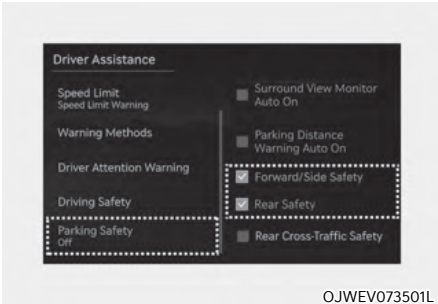 Driver Assistance
Speed Limit
Speed Limit Warning
Warning Methods
Driver Attention Warning
Driving Safety
Parking Safety
Off
Surround View Monitor
Auto On
Parking Distance
Warning Auto On
Forward/Side Safety
Rear Safety
Rear Cross-Traffic Safety
OJWEV073501L